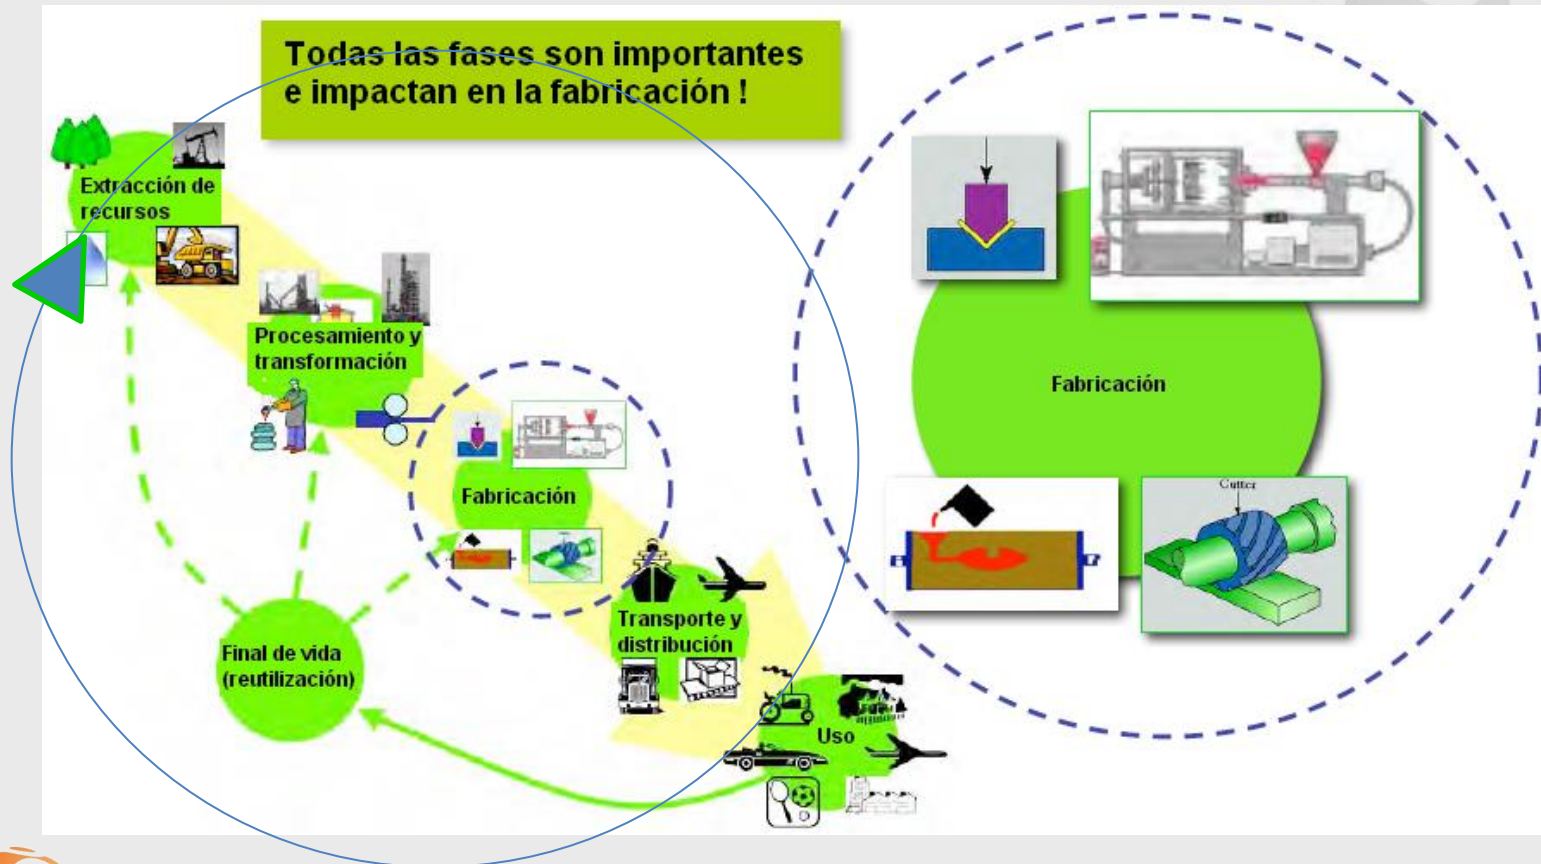 Todas las fases son importantes
e impactan en la fabricación !
Extracción de
recursos
Procesamiento y
transformación
Fabricación
Transporte y
distribución
Uso
Final de vida
(reutilización)
Fabricación
Cutter